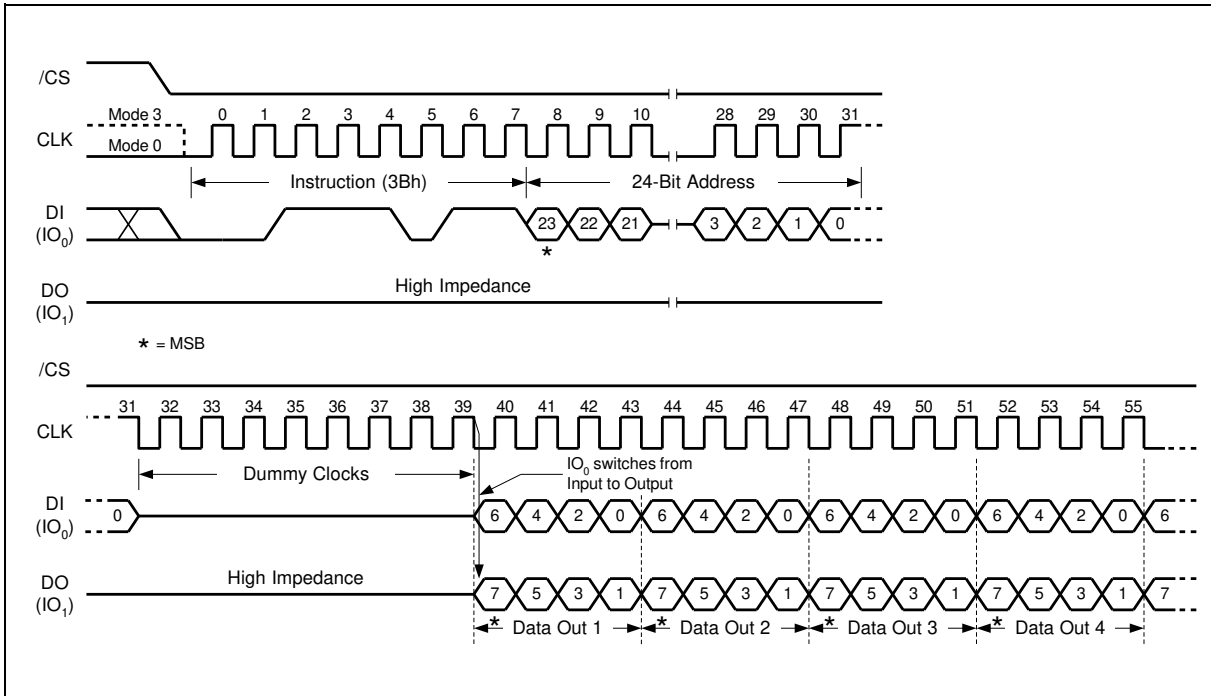 /CS
Mode 3 0 1 2 3 4 5 6 7 8 9 10 28 29 30 31
CLK
Mode 0
Instruction (3Bh) 24-Bit Address
DI
(IO0)
23 22 21 3 2 1 0
*
High Impedance
DO
(IO1)
* = MSB
/CS
31 32 33 34 35 36 37 38 39 40 41 42 43 44 45 46 47 48 49 50 51 52 53 54 55
CLK
Dummy Clocks
IO0 switches from
Input to Output
DI
(IO0)
0 6 4 2 0 6 4 2 0 6 4 2 0 6 4 2 0 6
High Impedance
DO
(IO1)
7 5 3 1 7 5 3 1 7 5 3 1 7 5 3 1 7
* Data Out 1 * Data Out 2 * Data Out 3 * Data Out 4